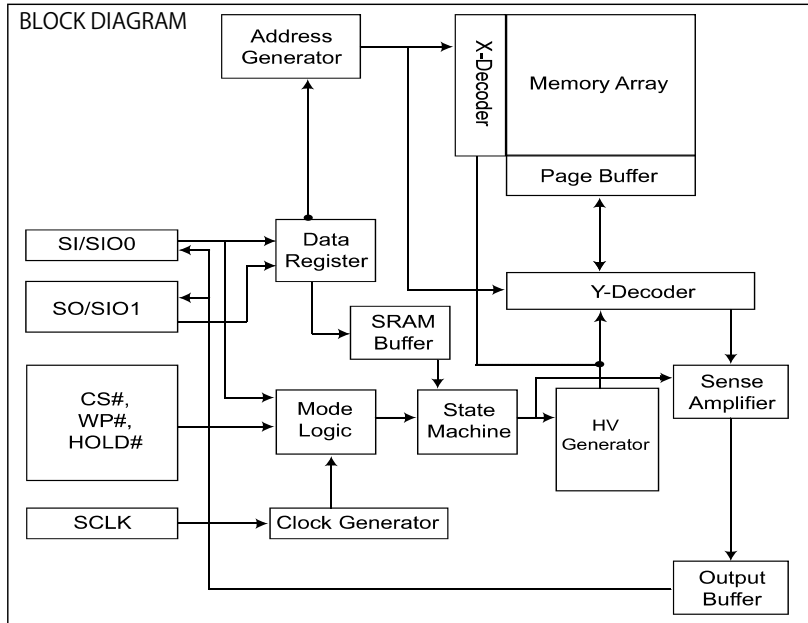 BLOCK DIAGRAM
Address
Generator
X-Decoder
Memory Array
Page Buffer
SI/SIO0
Data
Register
SO/SIO1
Y-Decoder
SRAM
Buffer
CS#,
WP#,
HOLD#
Mode
Logic
State
Machine
HV
Generator
Sense
Amplifier
SCLK
Clock Generator
Output
Buffer